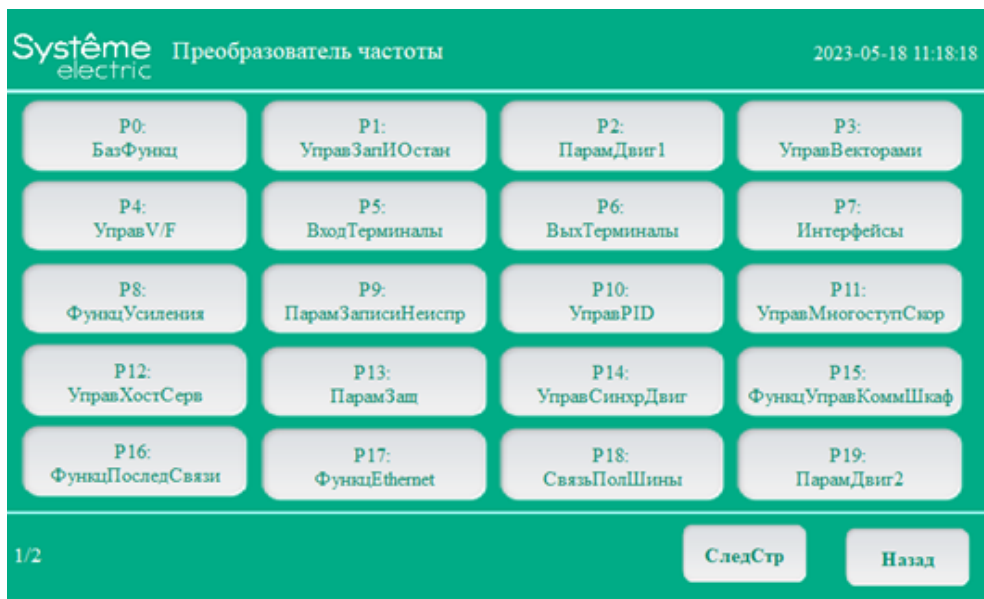 Systême
electric
Преобразователь частоты
2023-05-18 11:18:18
P0:
БазФункц
P1:
УправЗапИОстан
P2:
ПарамДвиг1
P3:
УправВекторами
P4:
УправV/F
P5:
ВходТерминалы
P6:
ВыхТерминалы
P7:
Интерфейсы
P8:
ФункцУсиления
P9:
ПарамЗаписиНеиспр
P10:
УправPID
P11:
УправМногоступСкор
P12:
УправХостСерв
P13:
ПарамЗащ
P14:
УправСинхрДвиг
P15:
ФункцУправКоммШкаф
P16:
ФункцПоследСвязи
P17:
ФункцEthernet
P18:
СвязьПолШины
P19:
ПарамДвиг2
1/2
СледСтр
Назад